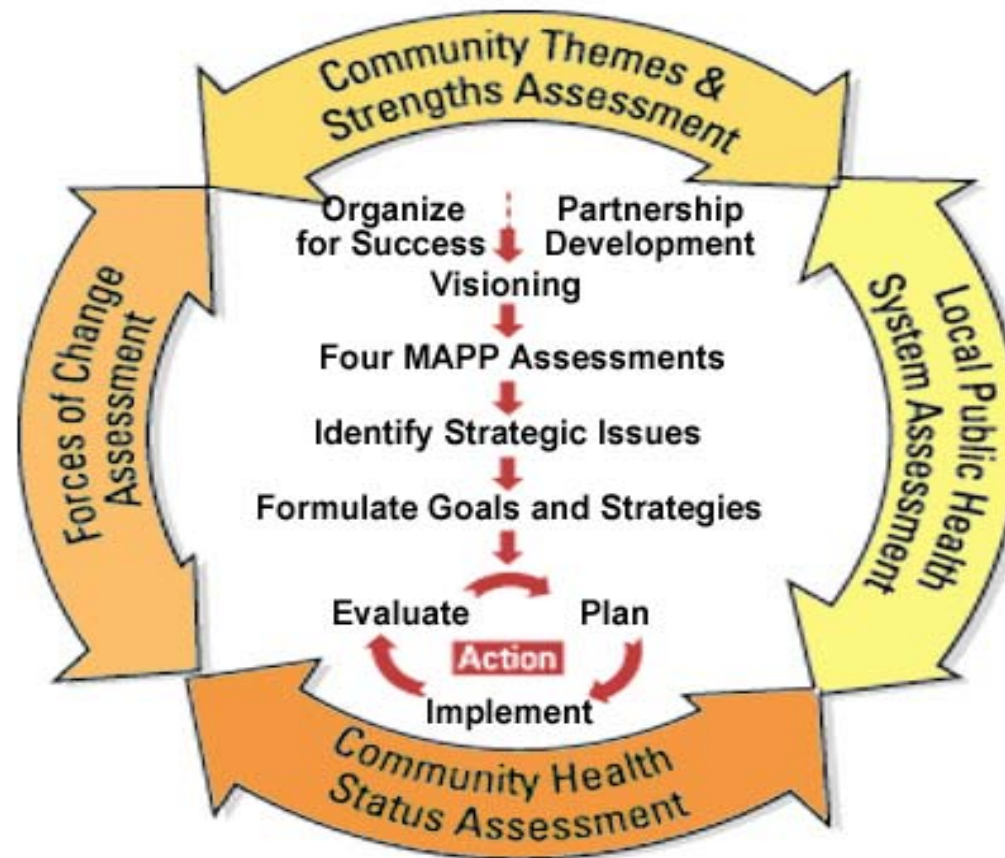 Community Themes &
Strengths Assessment
Organize
for Success
Partnership
Development
Visioning
Four MAPP Assessments
Identify Strategic Issues
Formulate Goals and Strategies
Evaluate
Plan
Action
Implement
Forces of Change
Assessment
Local Public Health
System Assessment
Community Health
Status Assessment